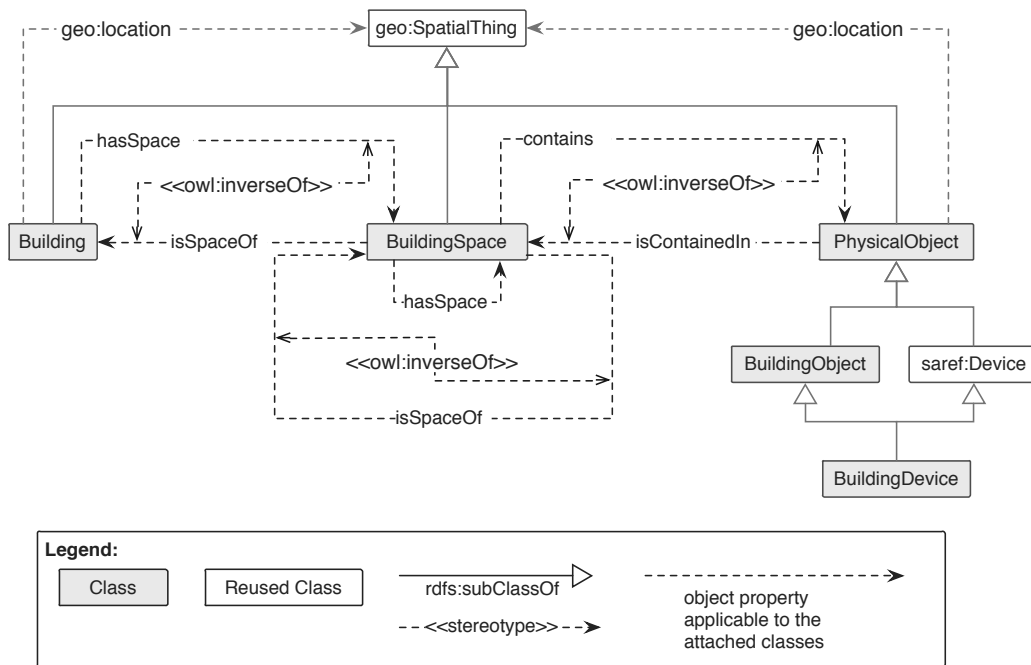 geo:location
geo:SpatialThing
geo:location
hasSpace
contains
<<owl:inverseOf>>
<<owl:inverseOf>>
Building
isSpaceOf
BuildingSpace
isContainedIn
PhysicalObject
hasSpace
<<owl:inverseOf>>
BuildingObject
saref:Device
isSpaceOf
BuildingDevice
Legend:
Class
Reused Class
rdfs:subClassOf
<<stereotype>>
object property
applicable to the
attached classes